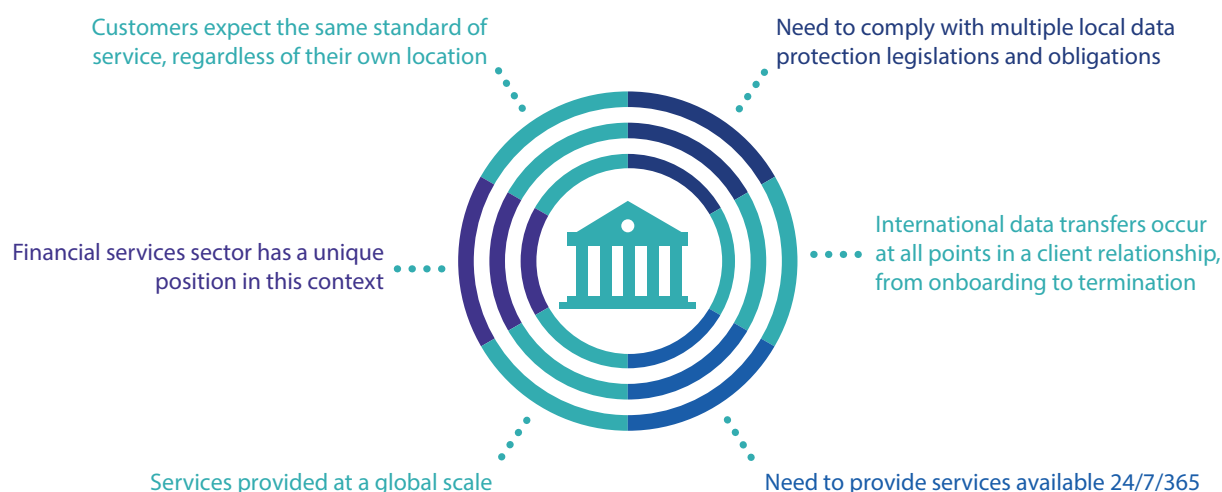 Customers expect the same standard of
service, regardless of their own location
Need to comply with multiple local data
protection legislations and obligations
Financial services sector has a unique
position in this context
International data transfers occur
at all points in a client relationship,
from onboarding to termination
Services provided at a global scale
Need to provide services available 24/7/365